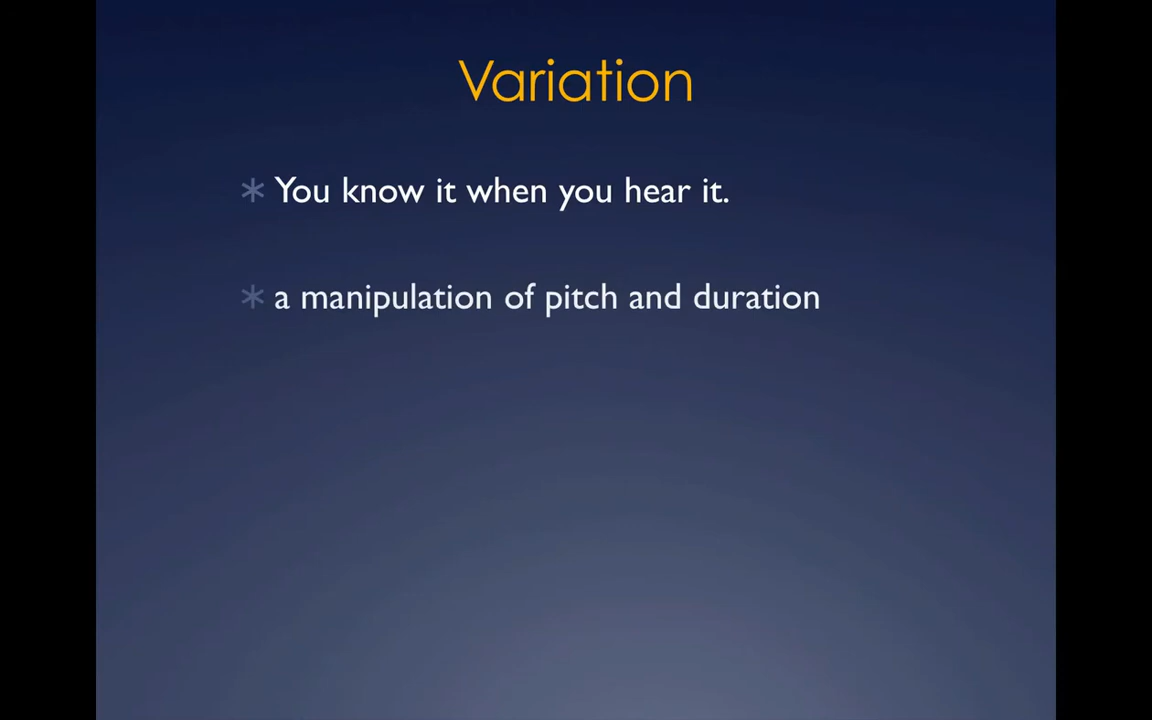 Variation
* You know it when you hear it.
* a manipulation of pitch and duration